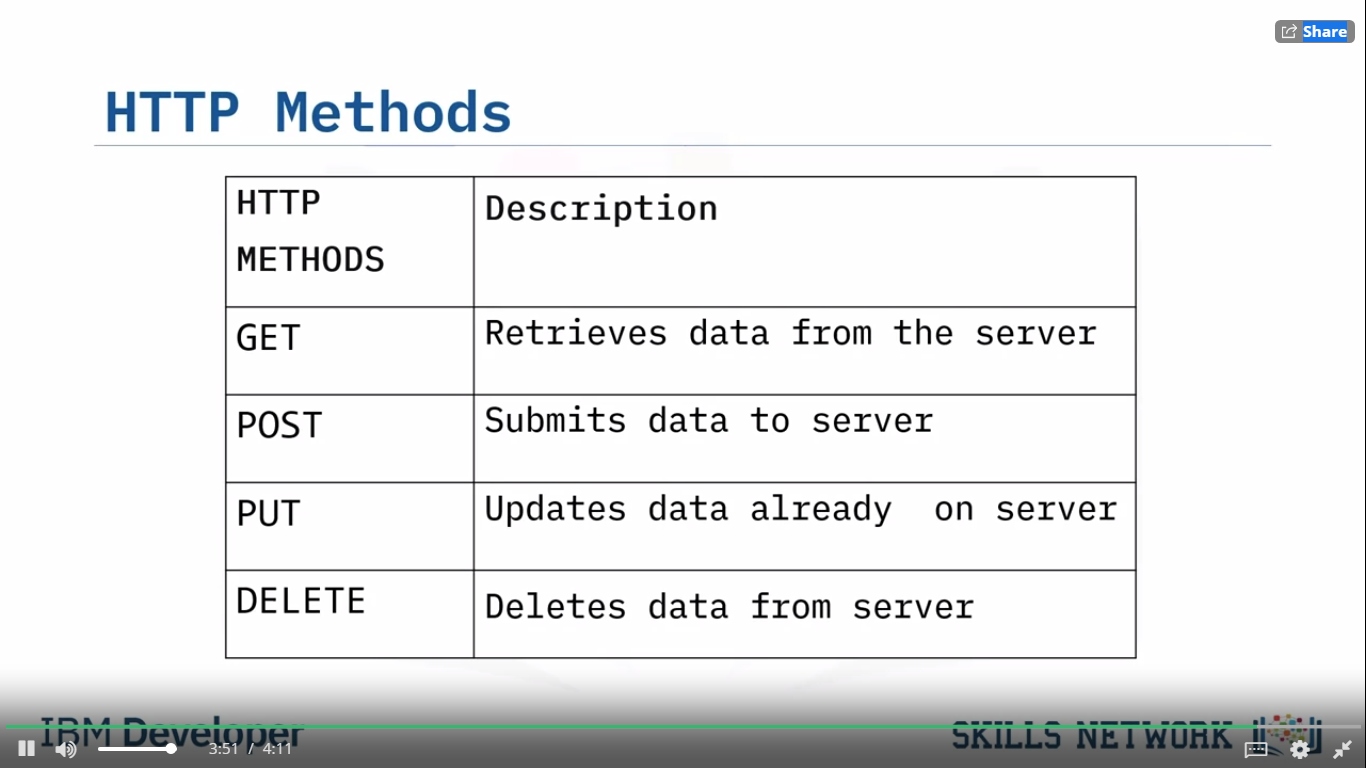 Share
HTTP Methods
HTTP
METHODS
Description
GET
Retrieves data from the server
POST
Submits data to server
PUT
Updates data already  on server
DELETE
Deletes data from server
IBM Developer
SKILLS NETWORK
3:51 / 4:11